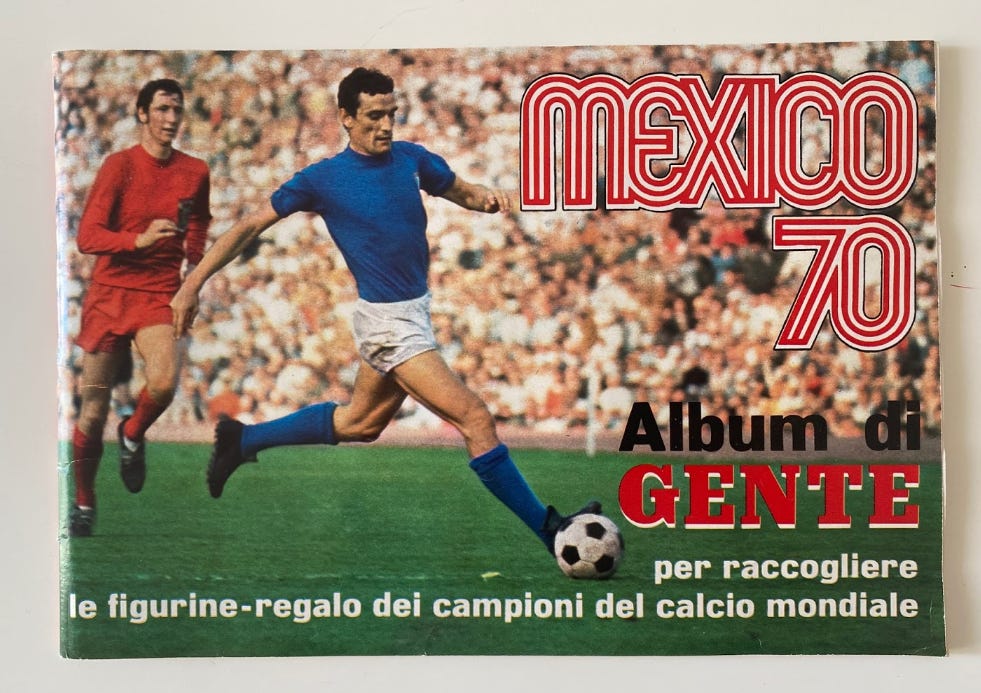 MEXICO
70
Album di
GENTE
per raccogliere
le figurine-regalo dei campioni del calcio mondiale